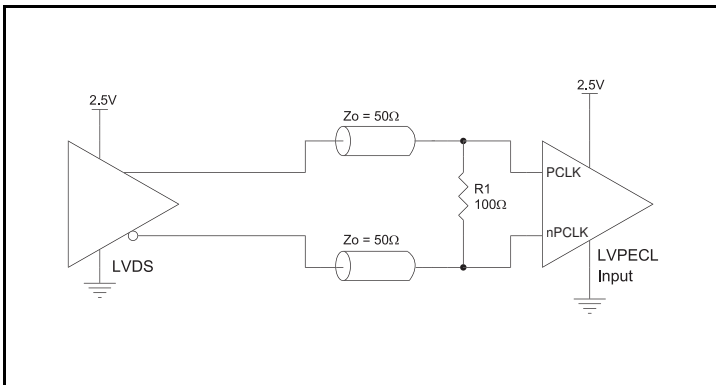 2.5V
2.5V
Zo = 50Ω
PCLK
R1
100Ω
nPCLK
Zo = 50Ω
LVDS
LVPECL
Input